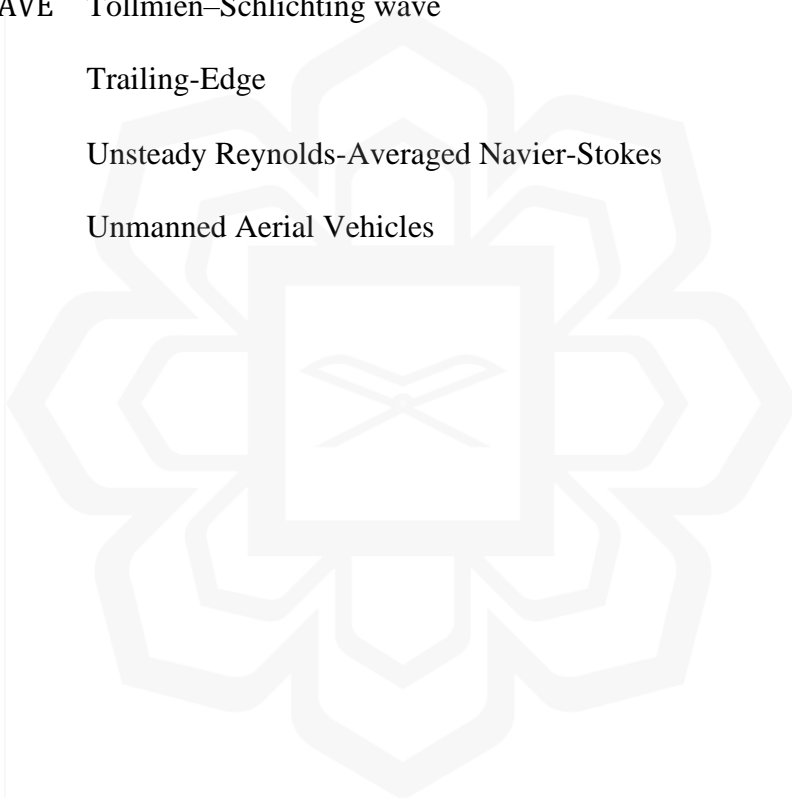 AVE Tollmien–Schlichting wave
Trailing-Edge
Unsteady Reynolds-Averaged Navier-Stokes
Unmanned Aerial Vehicles